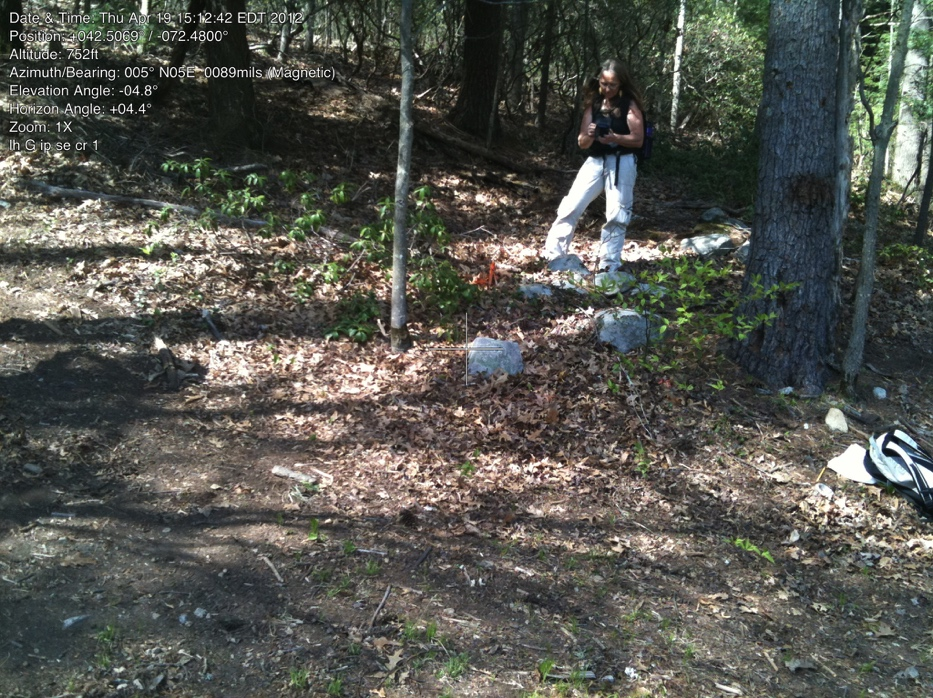 Date & Time: Thu Apr 19 15:12:42 EDT 2012
Position: +042.5069° / -072.4800°
Altitude: 752ft
Azimuth/Bearing: 005° N05E 0089mils (Magnetic)
Elevation Angle: -04.8°
Horizon Angle: +04.4°
Zoom: 1X
lh G ip se cr 1